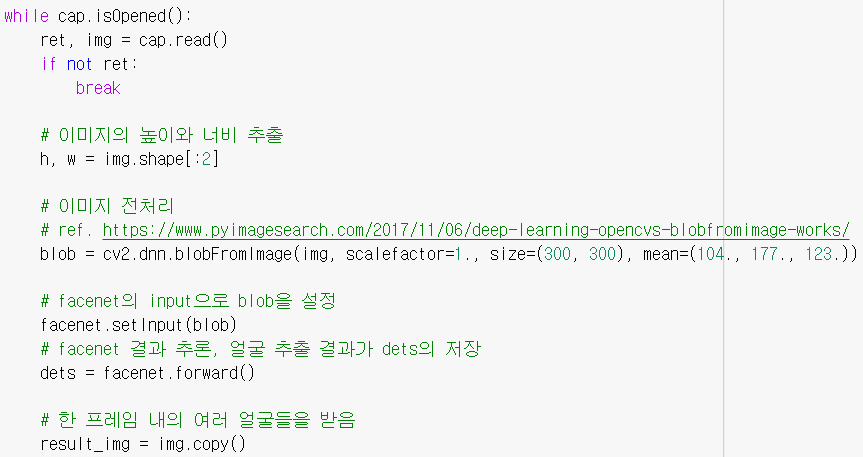 while cap.isOpened():
    ret, img = cap.read()
    if not ret:
        break

    # 이미지의 높이와 너비 추출
    h, w = img.shape[:2]

    # 이미지 전처리
    # ref. https://www.pyimagesearch.com/2017/11/06/deep-learning-opencvs-blobfromimage-works/
    blob = cv2.dnn.blobFromImage(img, scalefactor=1., size=(300, 300), mean=(104., 177., 123.))

    # facenet의 input으로 blob을 설정
    facenet.setInput(blob)
    # facenet 결과 추론, 얼굴 추출 결과가 dets의 저장
    dets = facenet.forward()

    # 한 프레임 내의 여러 얼굴들을 받음
    result_img = img.copy()